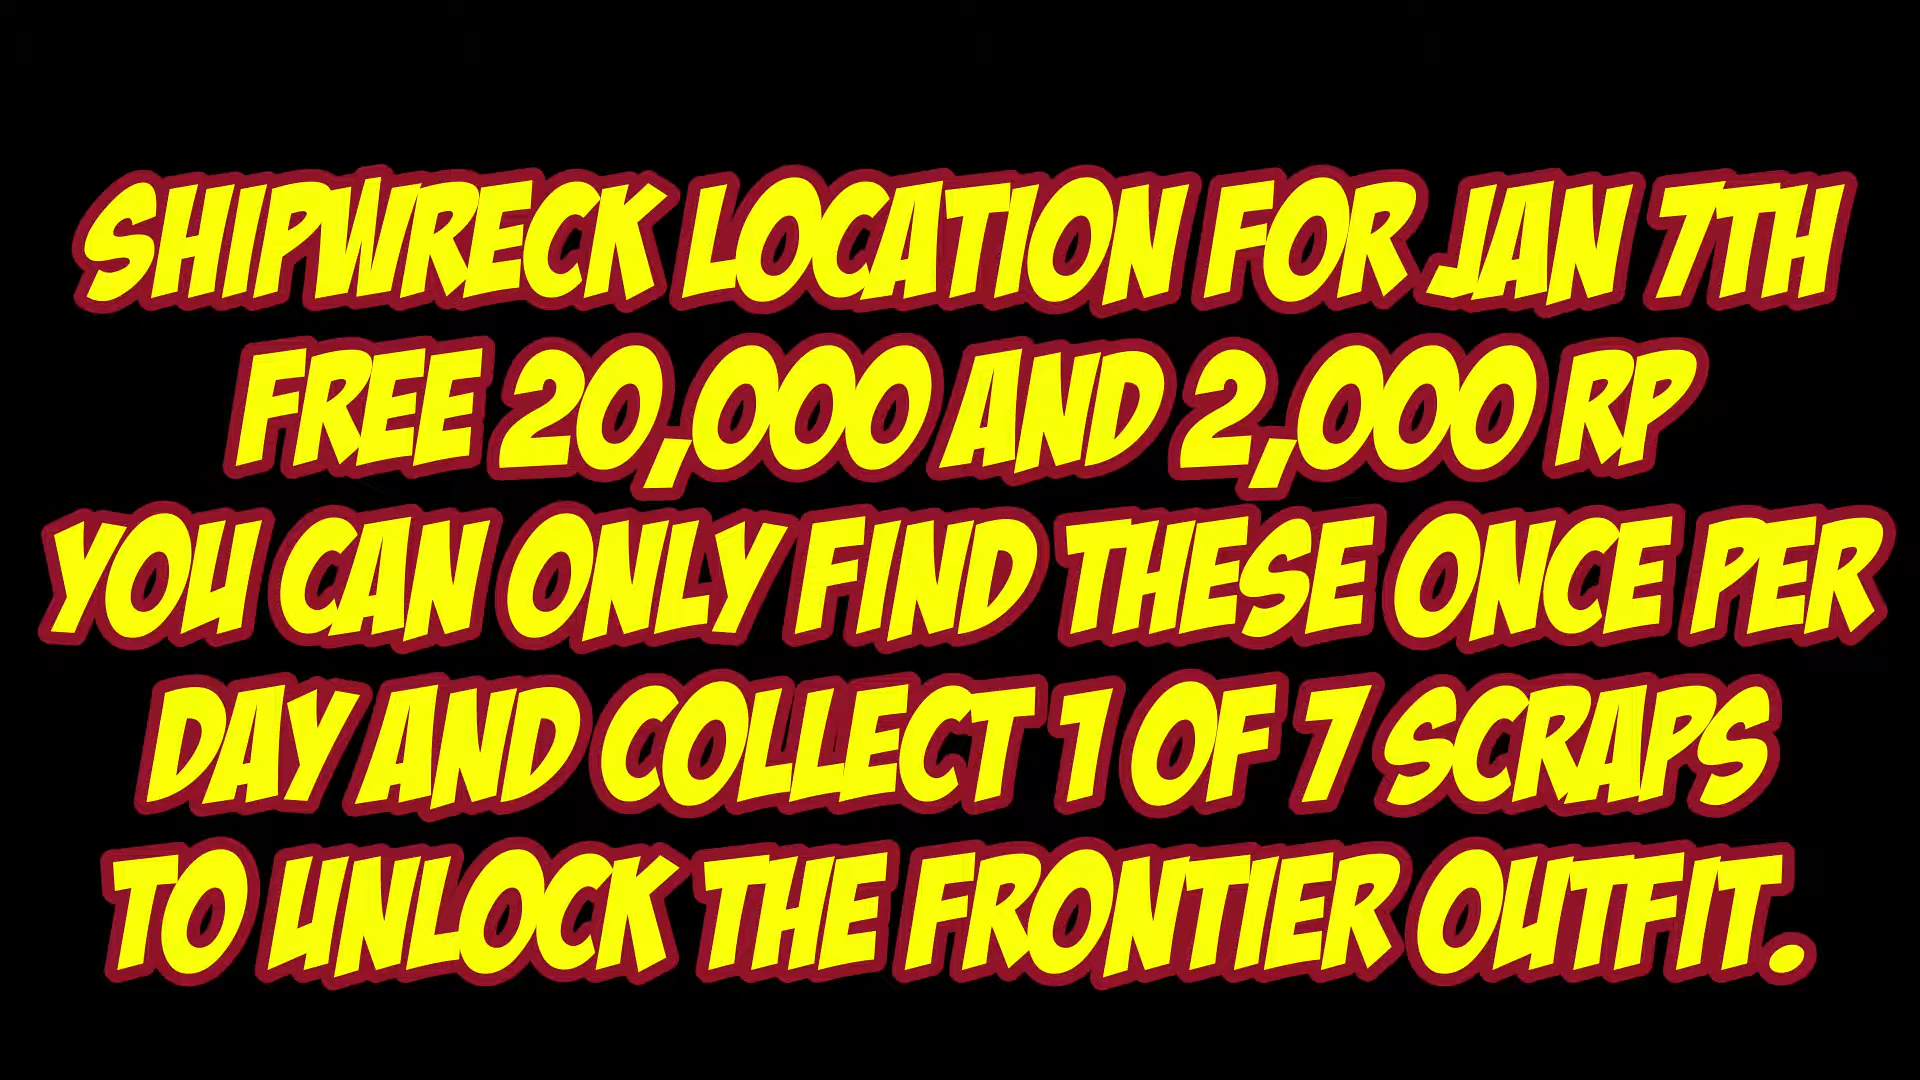 SHIPWRECK LOCATION FOR JAN 7TH
FREE 20,000 AND 2,000 RP
YOU CAN ONLY FIND THESE ONCE PER
DAY AND COLLECT 1 OF 7 SCRAPS
TO UNLOCK THE FRONTIER OUTFIT.